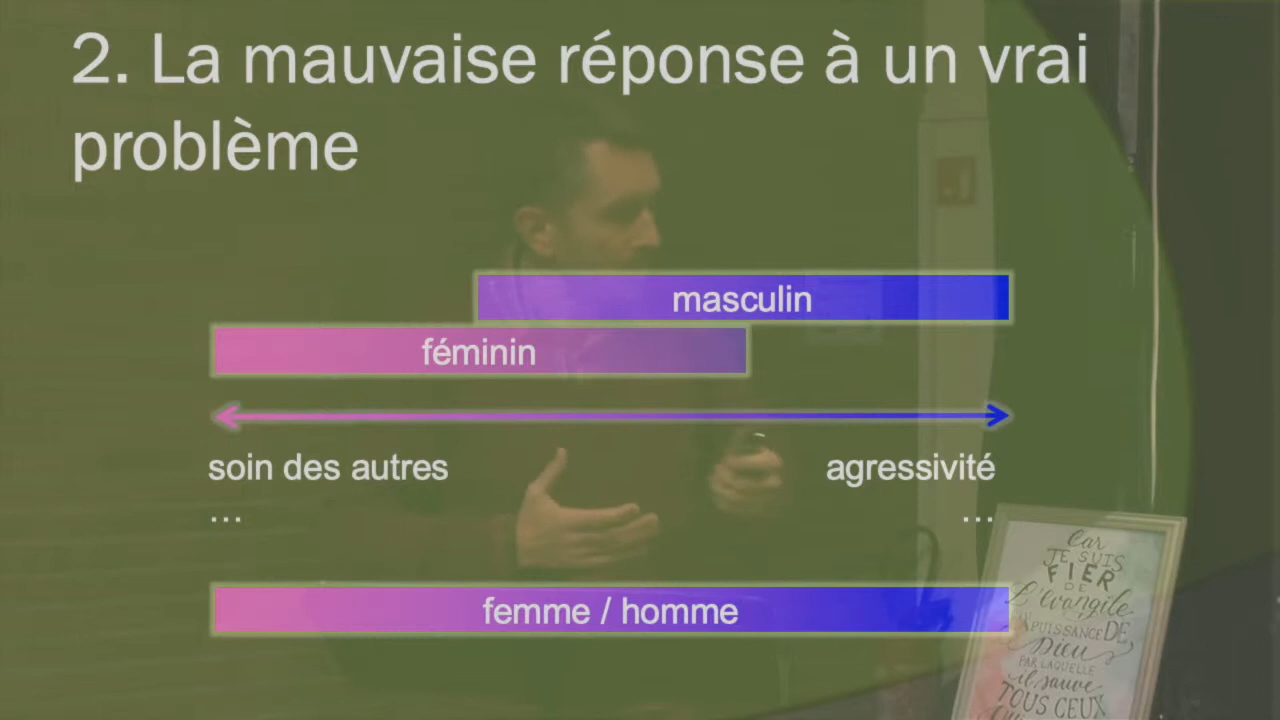 2. La mauvaise réponse à un vrai
problème
masculin
féminin
soin des autres
agressivité
...
...
femme / homme
Car
JE SUIS
FIER
DE
L'évangile
PUISSANCE DE
Dieu
PAR LAQUELLE
il sauve
TOUS CEUX